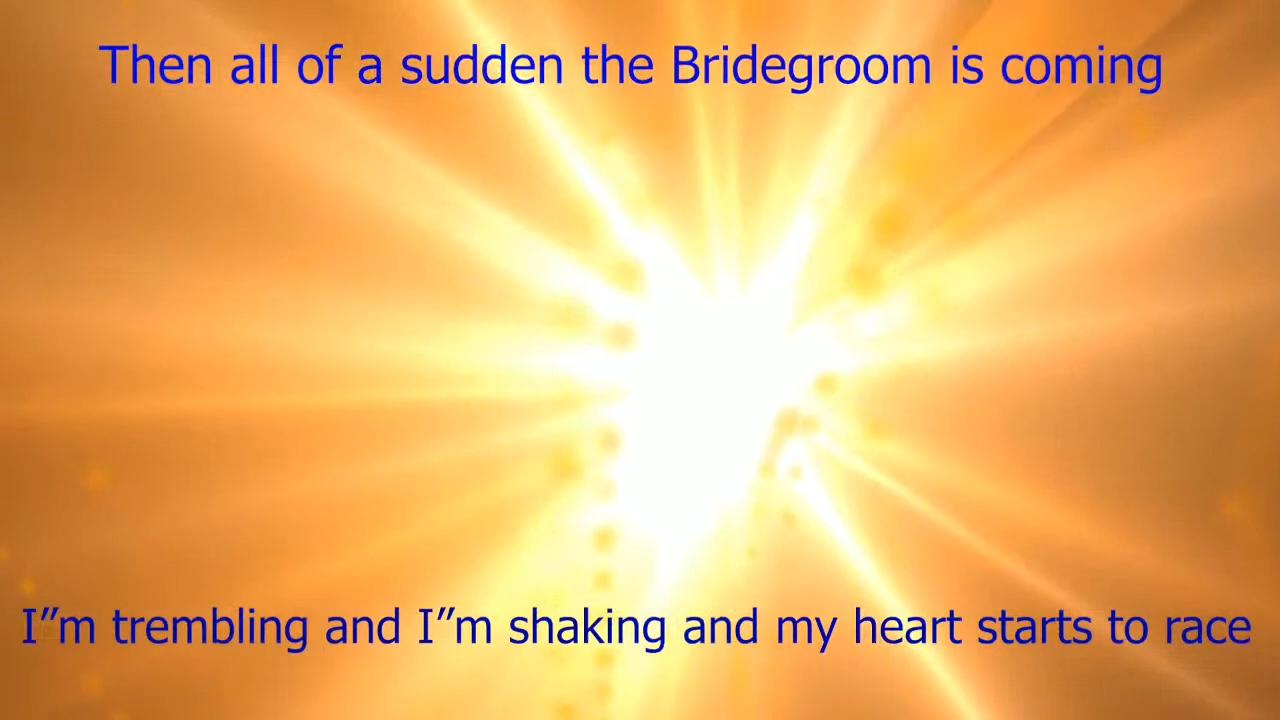 Then all of a sudden the Bridegroom is coming
I”m trembling and I”m shaking and my heart starts to race